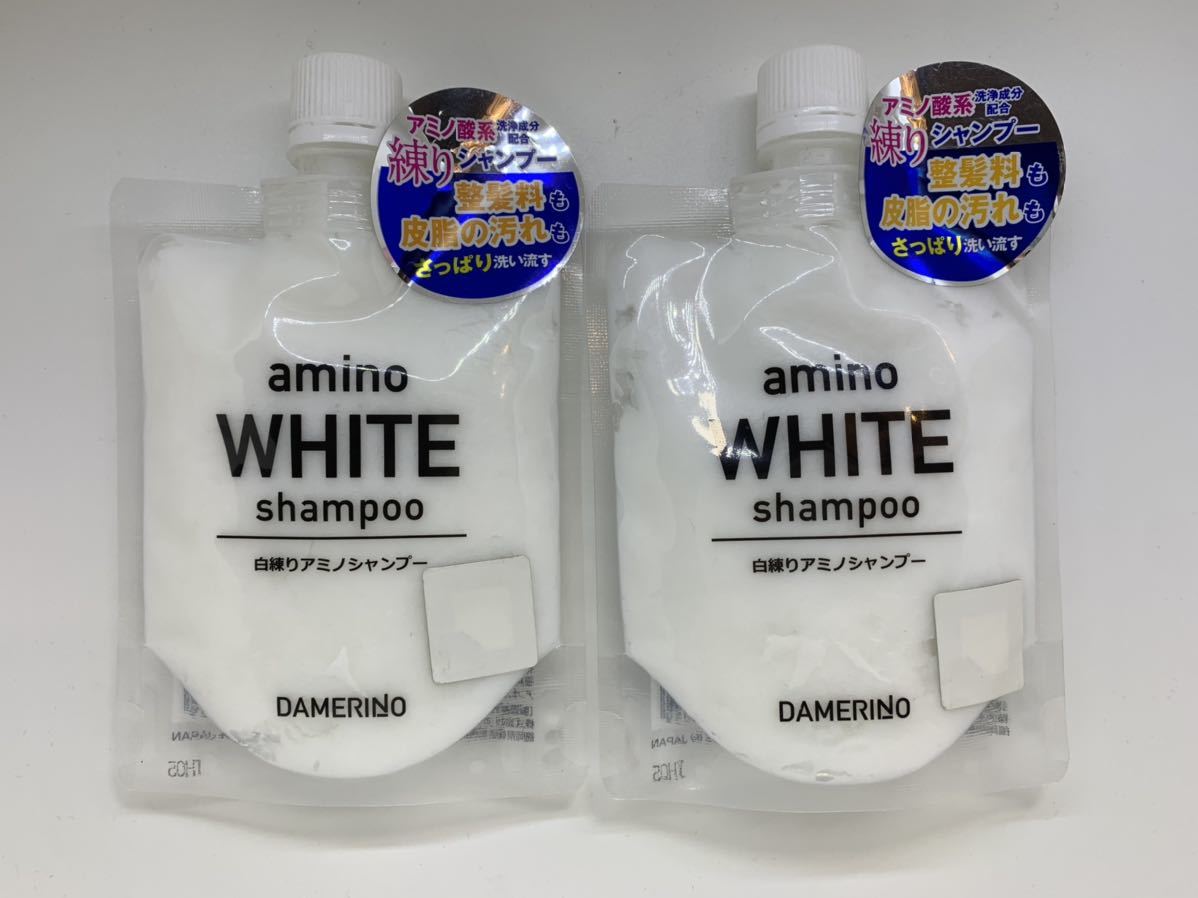 アミノ酸系 洗浄成分配合
練りシャンプー
整髪料も
皮脂の汚れも
さっぱり洗い流す
amino
WHITE
shampoo
白練りアミノシャンプー
DAMERINO
アミノ酸系 洗浄成分配合
練りシャンプー
整髪料も
皮脂の汚れも
さっぱり洗い流す
amino
WHITE
shampoo
白練りアミノシャンプー
DAMERINO
JAPAN